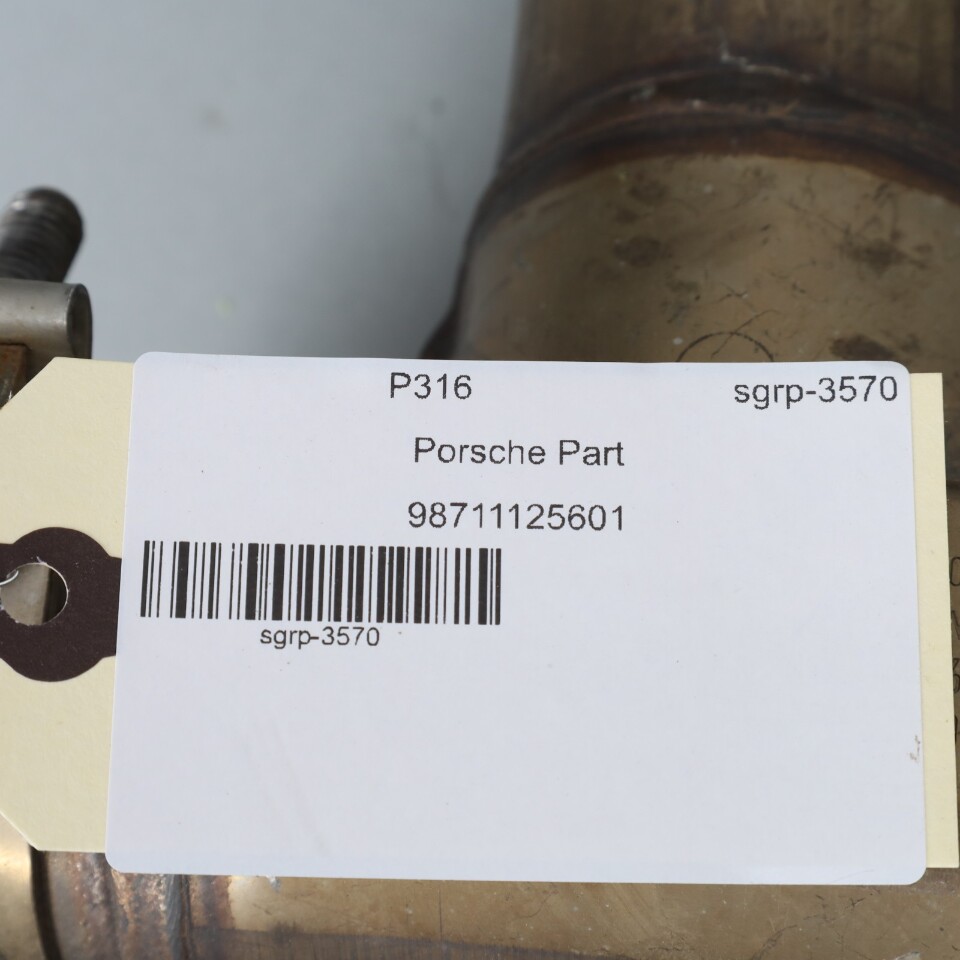 P316 sgrp-3570
Porsche Part
98711125601
sgrp-3570